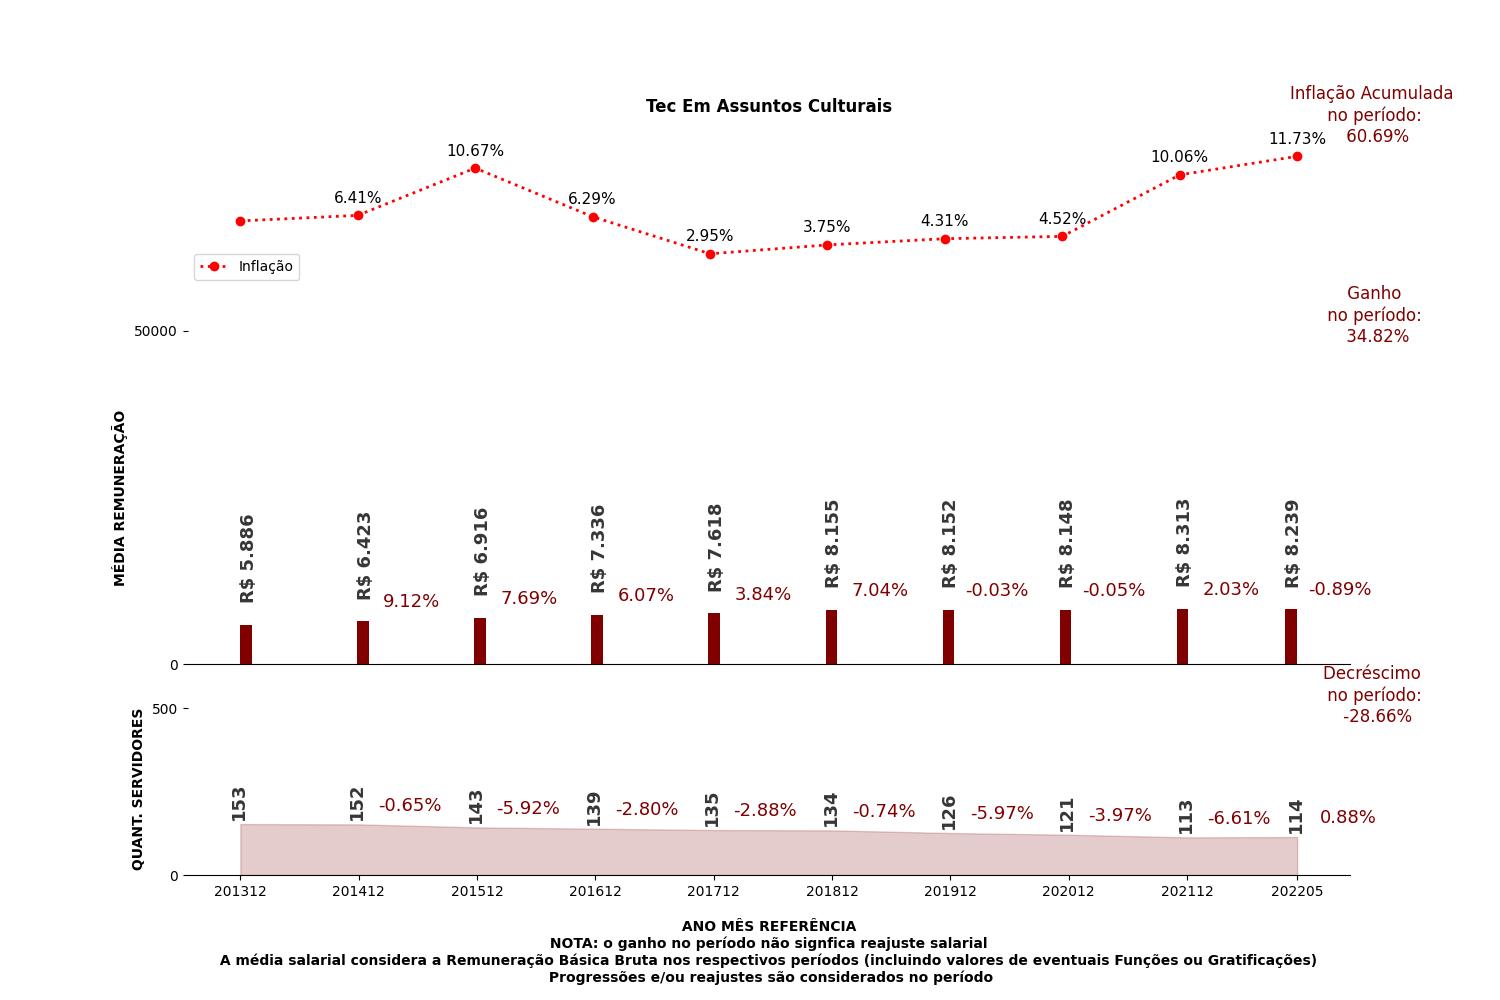 Tec Em Assuntos Culturais
Inflação Acumulada
no período:
60.69%
6.41%
10.67%
6.29%
2.95%
3.75%
4.31%
4.52%
10.06%
11.73%
Inflação
Ganho
no período:
34.82%
50000
0
MÉDIA REMUNERAÇÃO
R$ 5.886
R$ 6.423
R$ 6.916
R$ 7.336
R$ 7.618
R$ 8.155
R$ 8.152
R$ 8.148
R$ 8.313
R$ 8.239
9.12%
7.69%
6.07%
3.84%
7.04%
-0.03%
-0.05%
2.03%
-0.89%
Decréscimo
no período:
-28.66%
500
0
QUANT. SERVIDORES
153
152
143
139
135
134
126
121
113
114
-0.65%
-5.92%
-2.80%
-2.88%
-0.74%
-5.97%
-3.97%
-6.61%
0.88%
201312
201412
201512
201612
201712
201812
201912
202012
202112
202205
ANO MÊS REFERÊNCIA
NOTA: o ganho no período não signfica reajuste salarial
A média salarial considera a Remuneração Básica Bruta nos respectivos períodos (incluindo valores de eventuais Funções ou Gratificações)
Progressões e/ou reajustes são considerados no período